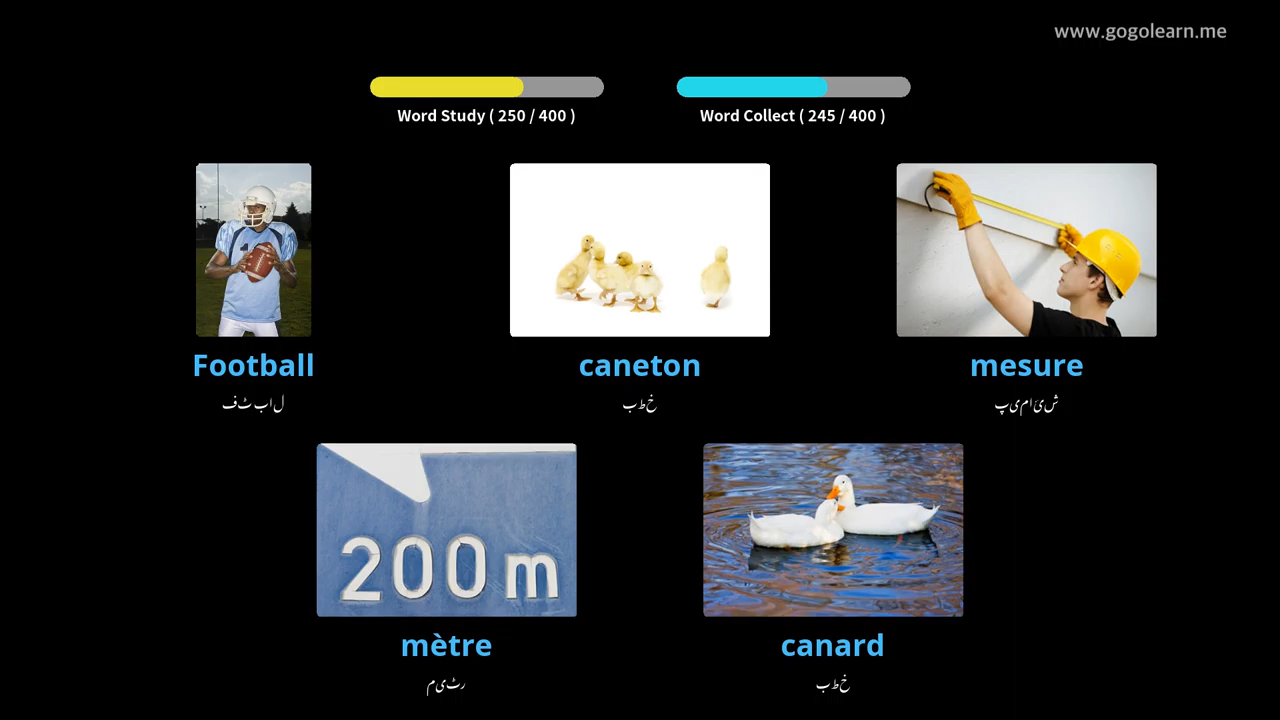 www.gogolearn.me
Word Study ( 250 / 400 )
Word Collect ( 245 / 400 )
Football
فٹ بال
caneton
بطخ
mesure
پیمائش
mètre
میٹر
canard
بطخ
200 m